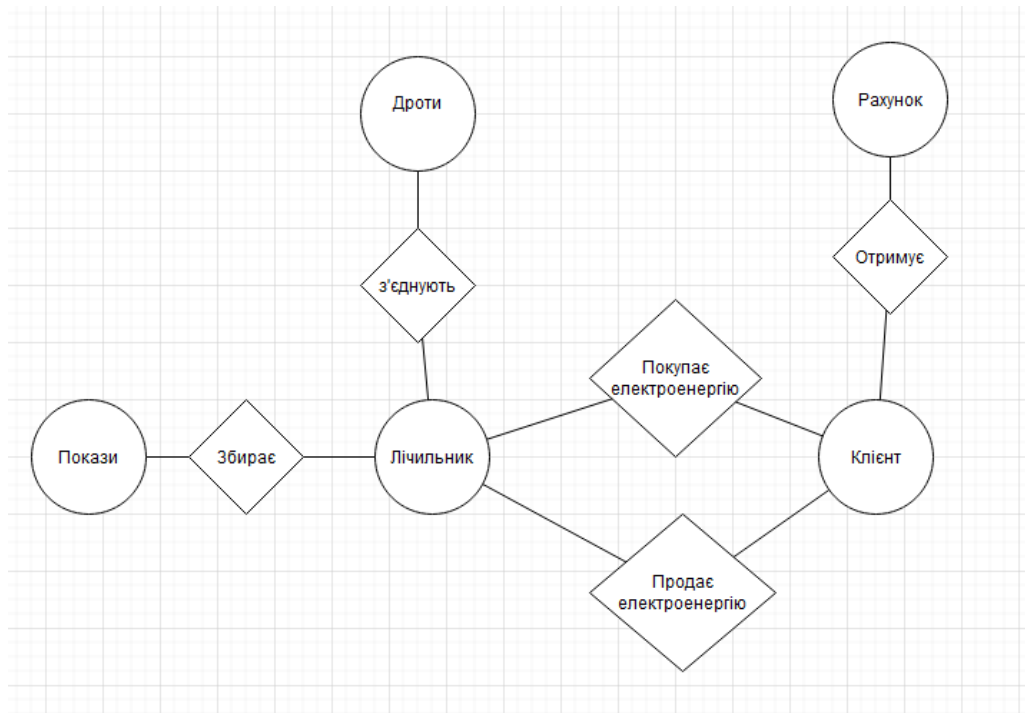 Дроти
Рахунок
Отримує
з'єднують
Покупає
електроенергію
Покази
Збирає
Лічильник
Клієнт
Продає
електроенергію